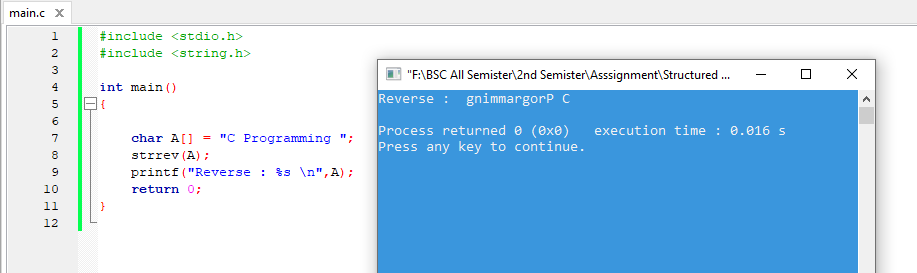 main.c ×
1 #include <stdio.h>
2 #include <string.h>
3
4 int main()
5 {
6
7 char A[] = "C Programming ";
8 strrev(A);
9 printf("Reverse : %s \n",A);
10 return 0;
11 }
12
"F:\BSC All Semister\2nd Semister\Asssignment\Structured ...
Reverse :  gnimmargorP C
Process returned 0 (0x0)   execution time : 0.016 s
Press any key to continue.